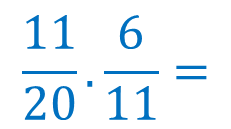 11/20 . 6/11 =